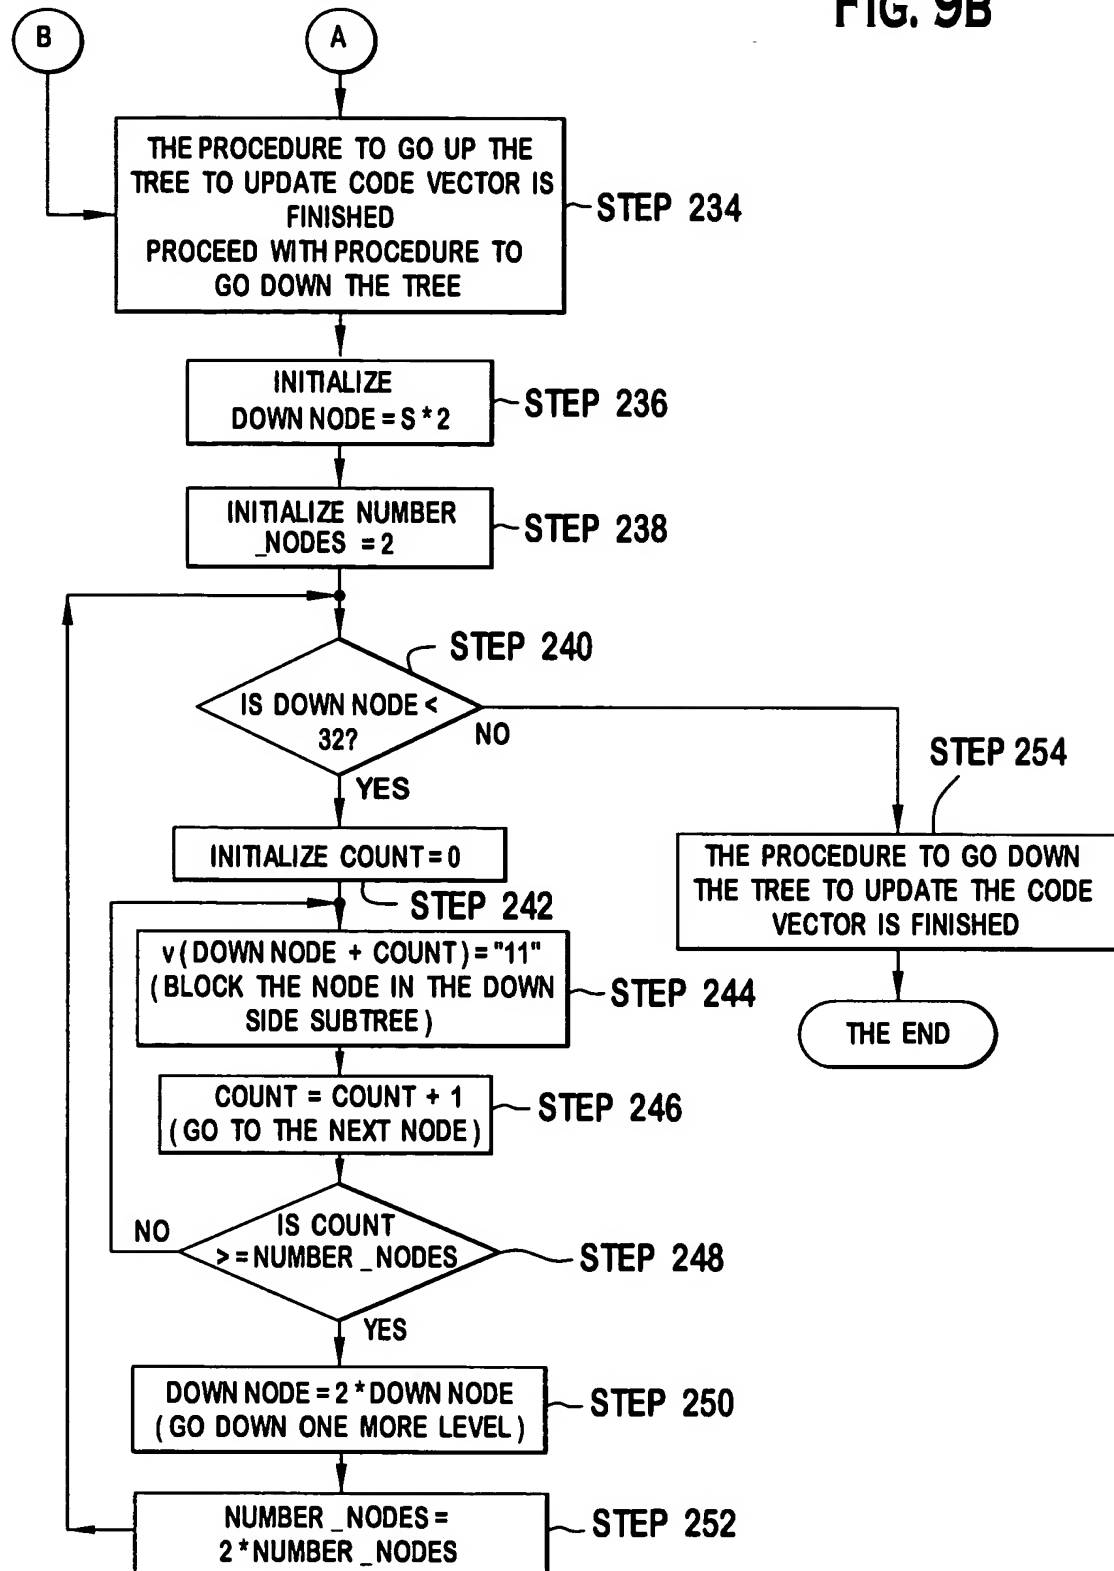 FIG. 9B
B
A
THE PROCEDURE TO GO UP THE
TREE TO UPDATE CODE VECTOR IS
FINISHED
PROCEED WITH PROCEDURE TO
GO DOWN THE TREE
STEP 234
INITIALIZE
DOWN NODE = S * 2
STEP 236
INITIALIZE NUMBER
_NODES = 2
STEP 238
STEP 240
IS DOWN NODE <
32?
NO
YES
STEP 254
INITIALIZE COUNT = 0
STEP 242
THE PROCEDURE TO GO DOWN
THE TREE TO UPDATE THE CODE
VECTOR IS FINISHED
v (DOWN NODE + COUNT) = "11"
(BLOCK THE NODE IN THE DOWN
SIDE SUBTREE)
STEP 244
THE END
COUNT = COUNT + 1
(GO TO THE NEXT NODE)
STEP 246
NO
IS COUNT
>= NUMBER _NODES
STEP 248
YES
DOWN NODE = 2 * DOWN NODE
(GO DOWN ONE MORE LEVEL)
STEP 250
NUMBER _NODES =
2 * NUMBER _NODES
STEP 252